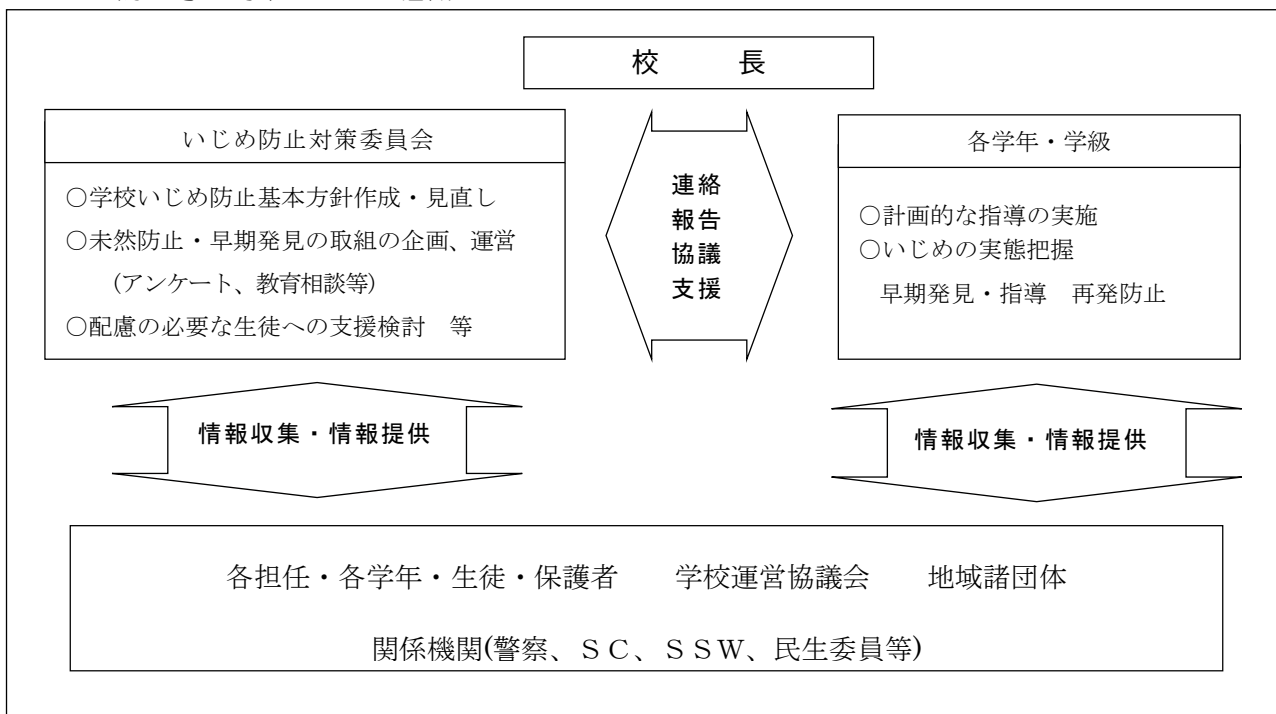 校　長
いじめ防止対策委員会
○学校いじめ防止基本方針作成・見直し
○未然防止・早期発見の取組の企画、運営
(アンケート、教育相談等)
○配慮の必要な生徒への支援検討　等
連絡
報告
協議
支援
各学年・学級
○計画的な指導の実施
○いじめの実態把握
早期発見・指導　再発防止
情報収集・情報提供
情報収集・情報提供
各担任・各学年・生徒・保護者　　学校運営協議会　　地域諸団体
関係機関(警察、ＳＣ、ＳＳＷ、民生委員等)